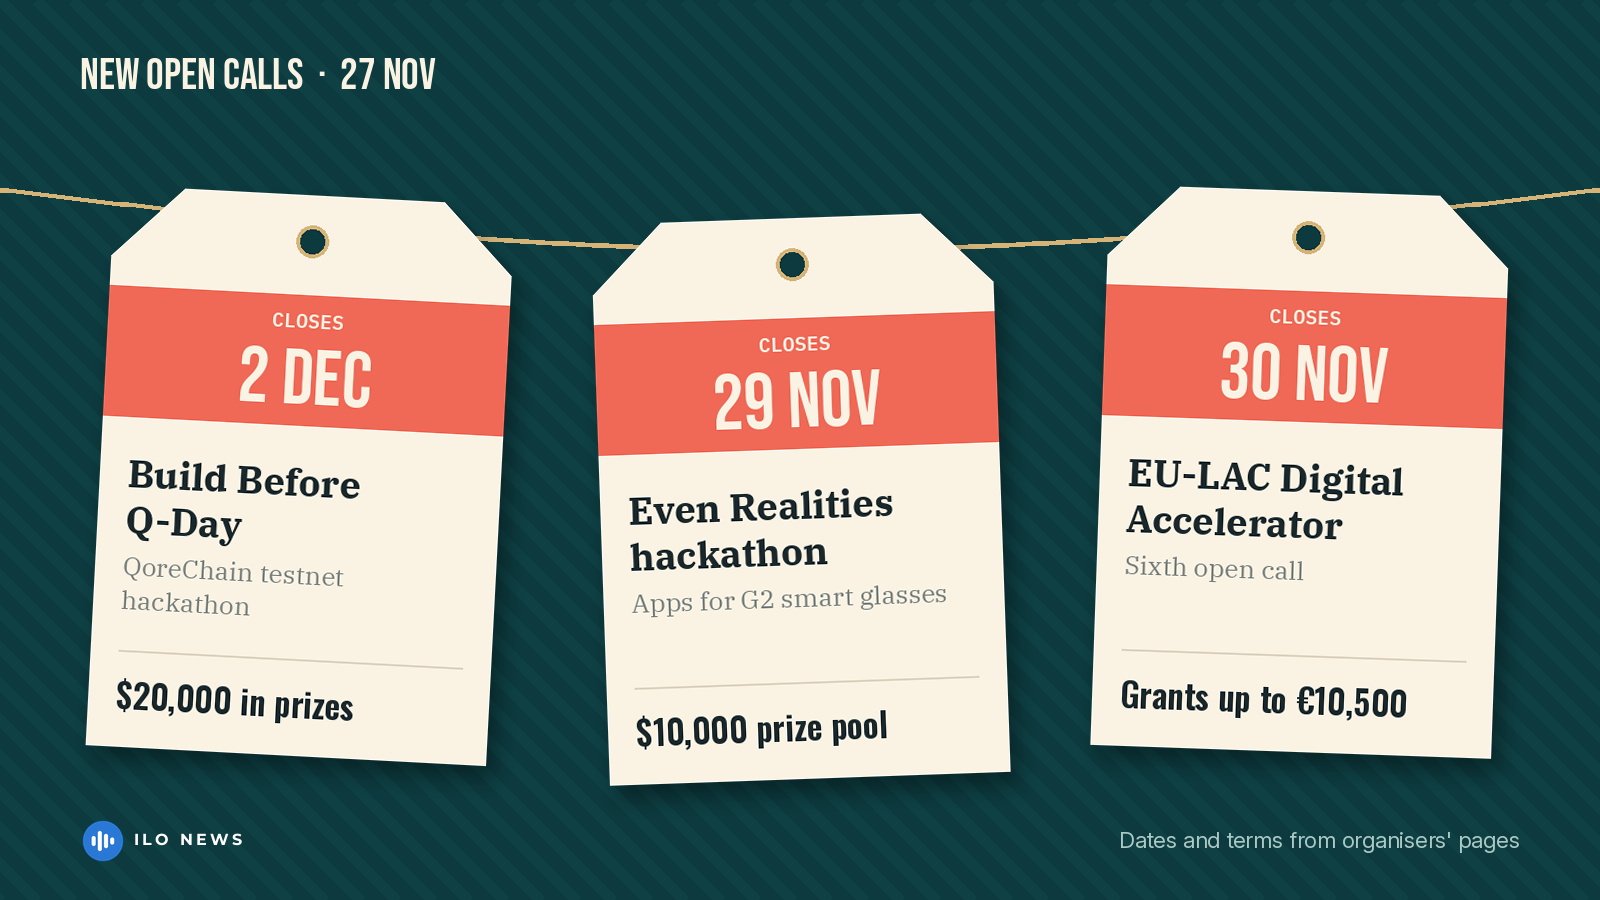 NEW OPEN CALLS · 27 NOV
CLOSES
2 DEC
Build Before
Q-Day
QoreChain testnet
hackathon
$20,000 in prizes
CLOSES
29 NOV
Even Realities
hackathon
Apps for G2 smart glasses
$10,000 prize pool
CLOSES
30 NOV
EU-LAC Digital
Accelerator
Sixth open call
Grants up to €10,500
ILO NEWS
Dates and terms from organisers' pages